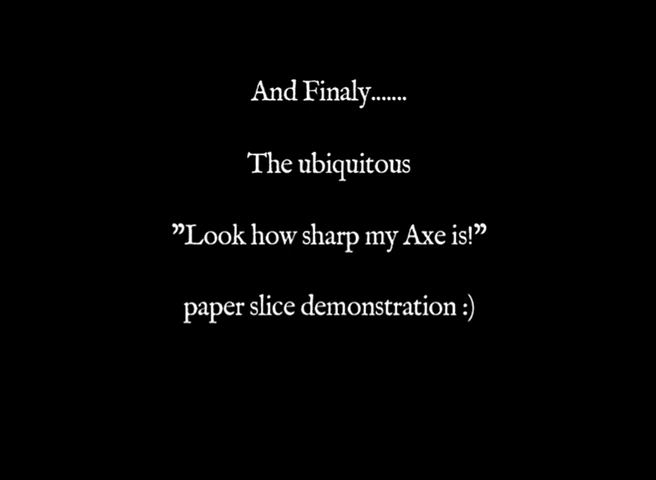 And Finaly.......
The ubiquitous
”Look how sharp my Axe is!”
paper slice demonstration :)